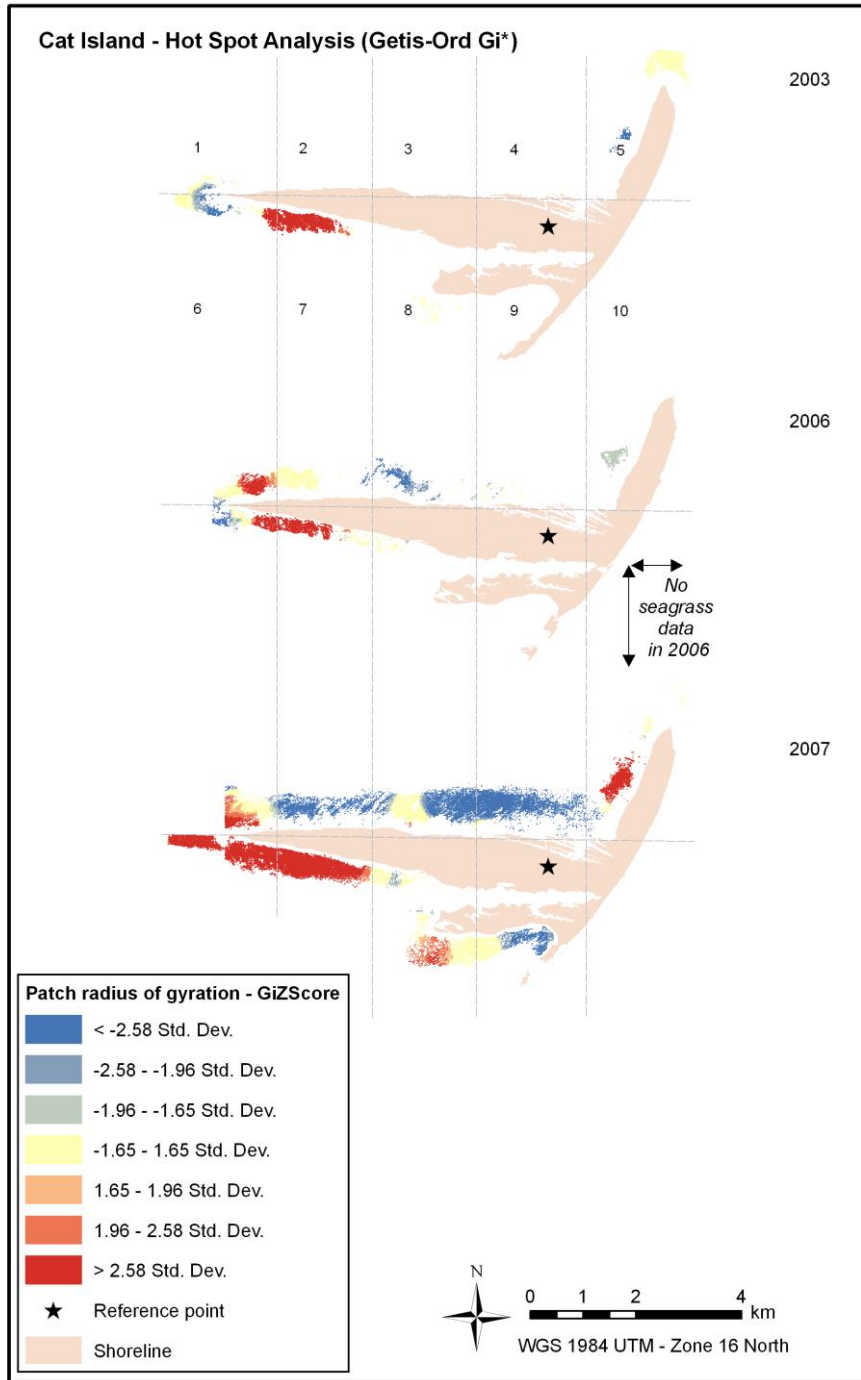 Cat Island - Hot Spot Analysis (Getis-Ord Gi*)
2003
1 2 3 4 5
6 7 8 9 10
2006
No
seagrass
data
in 2006
2007
Patch radius of gyration - GiZScore
< -2.58 Std. Dev.
-2.58 - -1.96 Std. Dev.
-1.96 - -1.65 Std. Dev.
-1.65 - 1.65 Std. Dev.
1.65 - 1.96 Std. Dev.
1.96 - 2.58 Std. Dev.
> 2.58 Std. Dev.
Reference point
Shoreline
N
0 1 2 4
km
WGS 1984 UTM - Zone 16 North